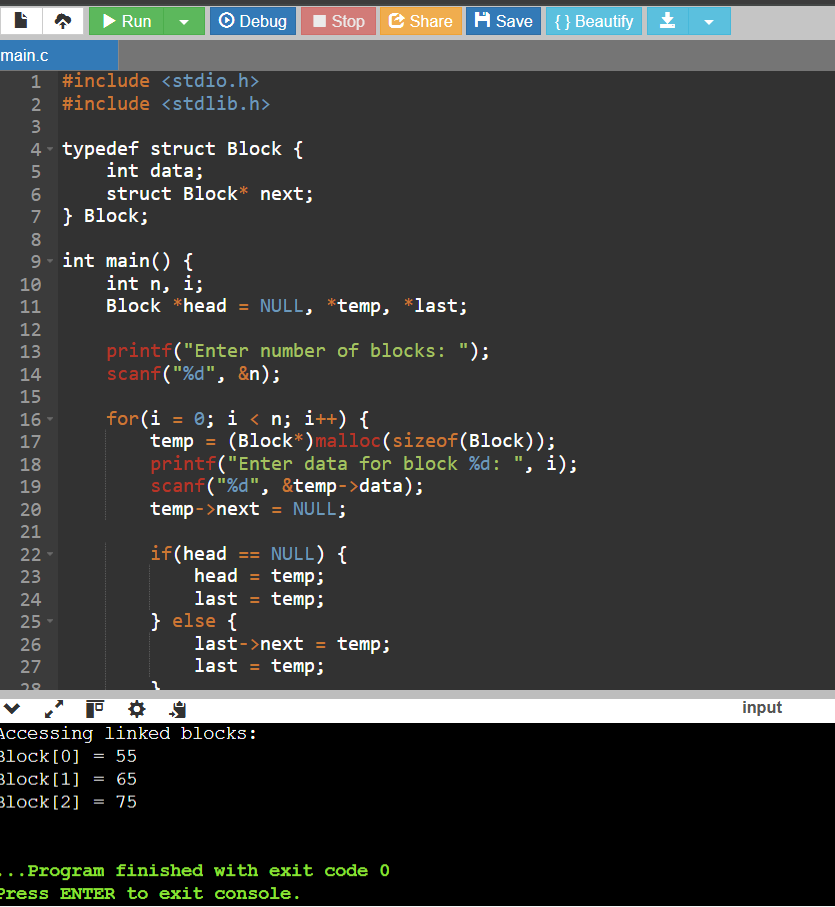 Run Debug Stop Share Save { } Beautify
main.c
1 #include <stdio.h>
2 #include <stdlib.h>
3
4 typedef struct Block {
5     int data;
6     struct Block* next;
7 } Block;
8
9 int main() {
10     int n, i;
11     Block *head = NULL, *temp, *last;
12
13     printf("Enter number of blocks: ");
14     scanf("%d", &n);
15
16     for(i = 0; i < n; i++) {
17         temp = (Block*)malloc(sizeof(Block));
18         printf("Enter data for block %d: ", i);
19         scanf("%d", &temp->data);
20         temp->next = NULL;
21
22         if(head == NULL) {
23             head = temp;
24             last = temp;
25         } else {
26             last->next = temp;
27             last = temp;
28         }
input
Accessing linked blocks:
Block[0] = 55
Block[1] = 65
Block[2] = 75
...Program finished with exit code 0
Press ENTER to exit console.